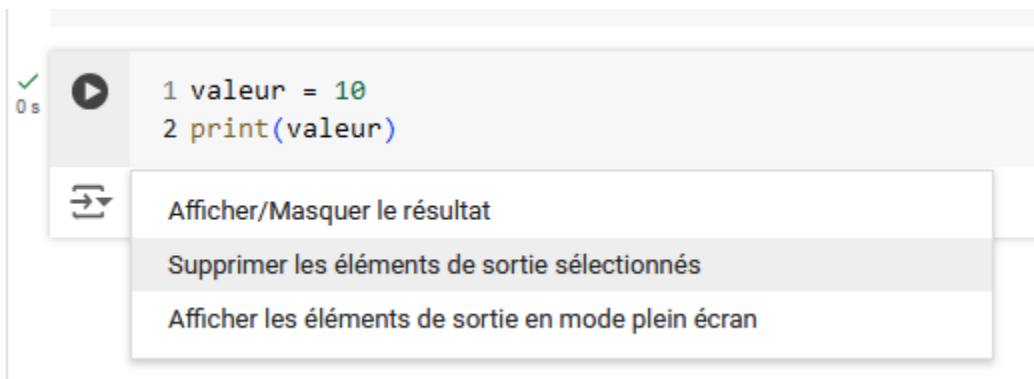 0 s
1 valeur = 10
2 print(valeur)
Afficher/Masquer le résultat
Supprimer les éléments de sortie sélectionnés
Afficher les éléments de sortie en mode plein écran